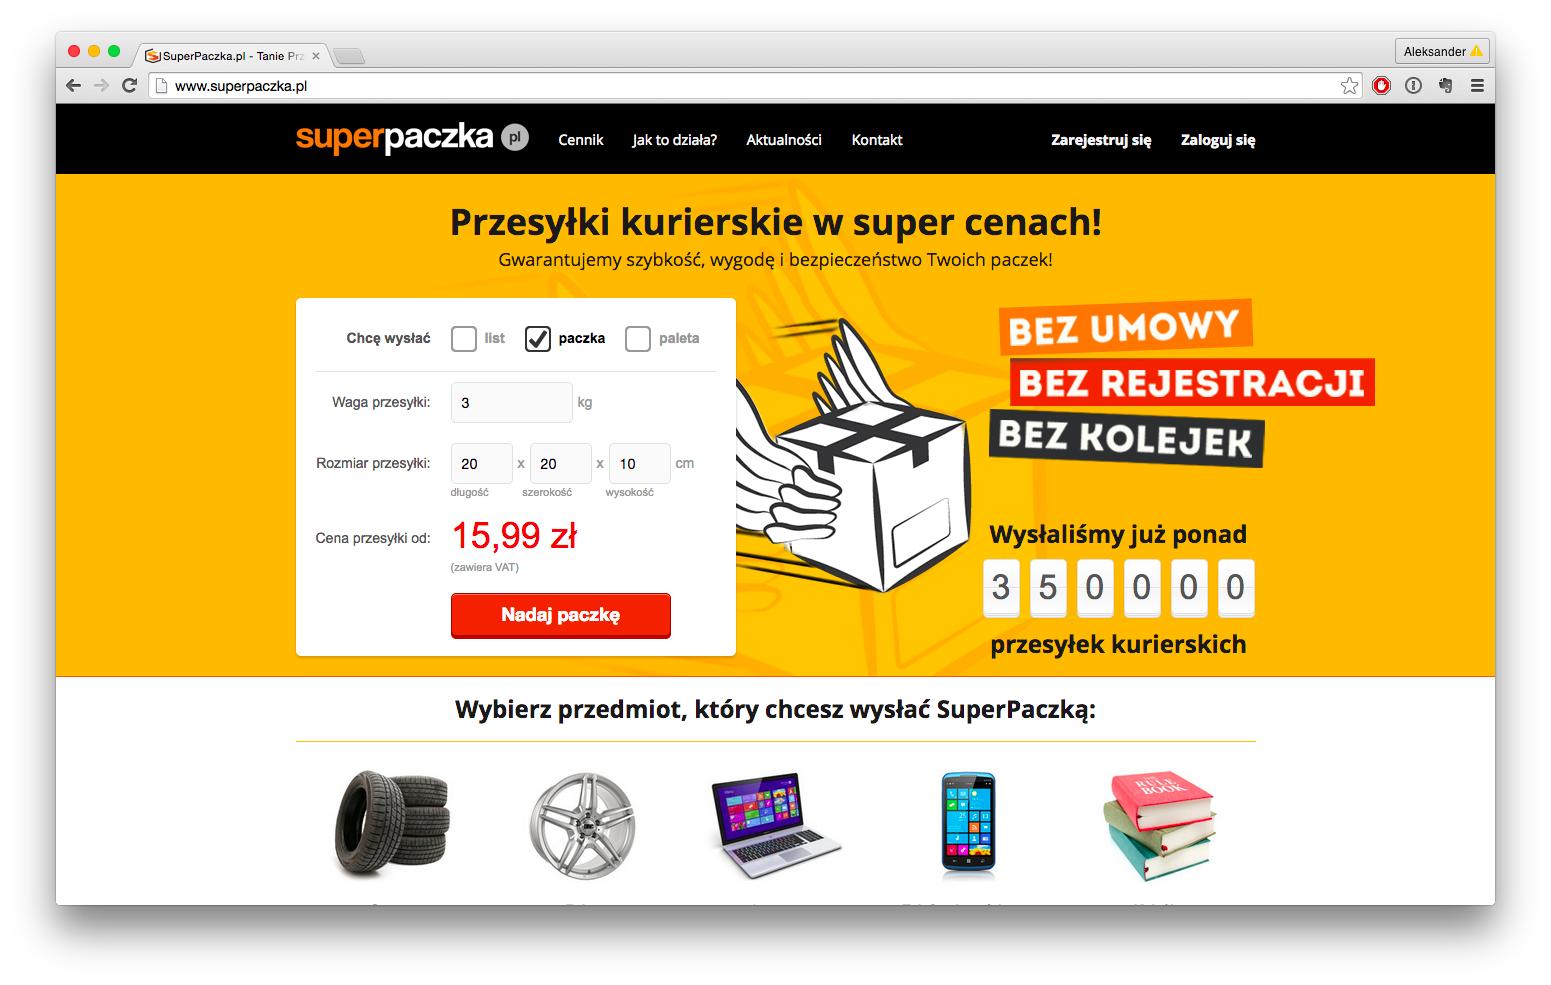 SuperPaczka.pl - Tanie Prz
Aleksander
www.superpaczka.pl
superpaczka pl
Cennik
Jak to działa?
Aktualności
Kontakt
Zarejestruj się
Zaloguj się
Przesyłki kurierskie w super cenach!
Gwarantujemy szybkość, wygodę i bezpieczeństwo Twoich paczek!
Chcę wysłać list paczka paleta
Waga przesyłki: 3 kg
Rozmiar przesyłki: 20 x 20 x 10 cm
długość szerokość wysokość
Cena przesyłki od: 15,99 zł
(zawiera VAT)
Nadaj paczkę
BEZ UMOWY
BEZ REJESTRACJI
BEZ KOLEJEK
Wysłaliśmy już ponad
3 5 0 0 0 0
przesyłek kurierskich
Wybierz przedmiot, który chcesz wysłać SuperPaczką:
RULE
BOOK